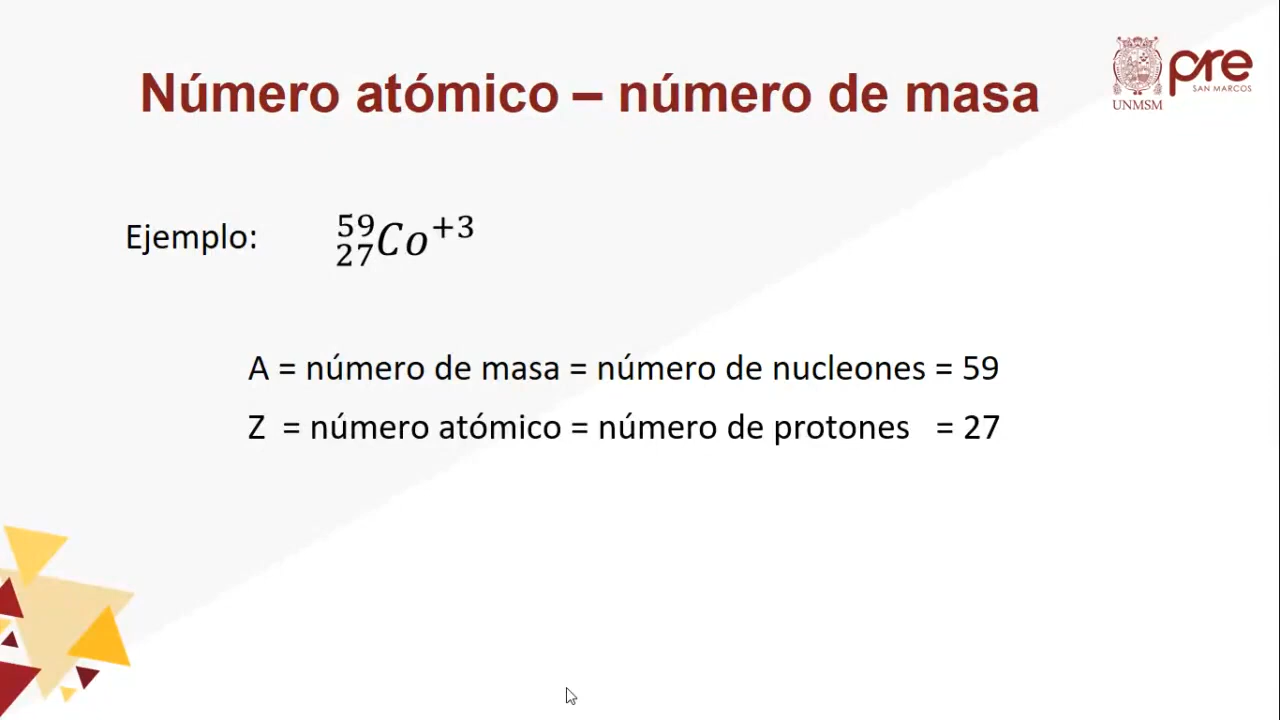 Número atómico – número de masa
UNMSM
pre
SAN MARCOS
Ejemplo: ⁵⁹₂₇Co⁺³
A = número de masa = número de nucleones = 59
Z = número atómico = número de protones = 27